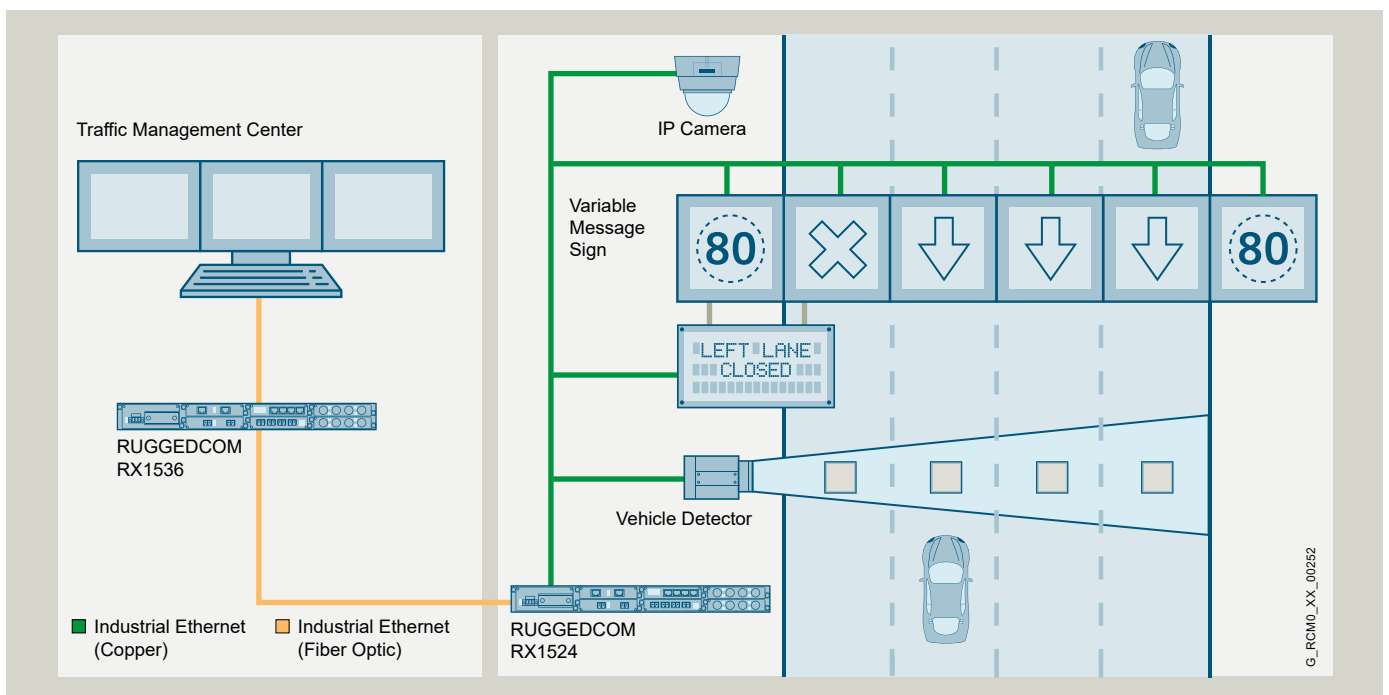 Traffic Management Center
RUGGEDCOM
RX1536
Industrial Ethernet
(Copper)
Industrial Ethernet
(Fiber Optic)
IP Camera
Variable
Message
Sign
80
80
LEFT LANE
CLOSED
Vehicle Detector
RUGGEDCOM
RX1524
G_RCM0_XX_00252